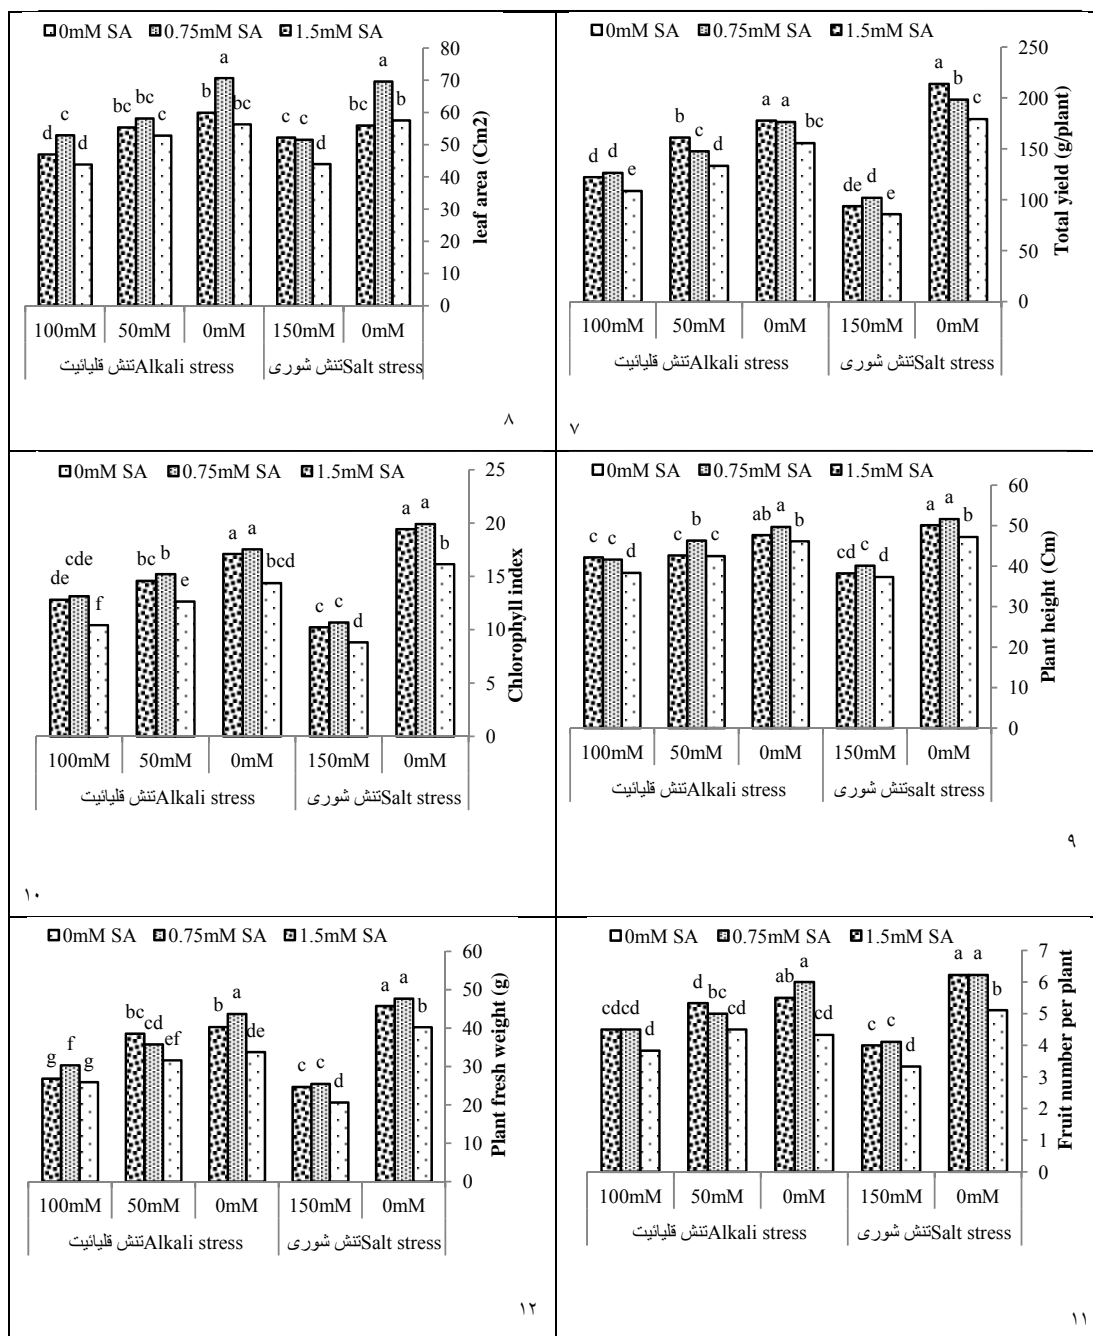 0mM SA 0.75mM SA 1.5mM SA
80
70
60
50
40
30
20
10
0
leaf area (Cm2)
d c d bc bc c b a bc c c d bc a b
100mM 50mM 0mM 150mM 0mM
تنش قلیائیت Alkali stress تنش شوری Salt stress
۸
0mM SA 0.75mM SA 1.5mM SA
250
200
150
100
50
0
Total yield (g/plant)
d d e b c d a a bc de d e a b c
100mM 50mM 0mM 150mM 0mM
تنش قلیائیت Alkali stress تنش شوری Salt stress
۷
0mM SA 0.75mM SA 1.5mM SA
25
20
15
10
5
0
Chlorophyll index
de cde f bc b e a a bcd c c d a a b
100mM 50mM 0mM 150mM 0mM
تنش قلیائیت Alkali stress تنش شوری Salt stress
۱۰
0mM SA 0.75mM SA 1.5mM SA
60
50
40
30
20
10
0
Plant height (Cm)
c c d c b c ab a b cd c d a a b
100mM 50mM 0mM 150mM 0mM
تنش قلیائیت Alkali stress تنش شوری salt stress
۹
0mM SA 0.75mM SA 1.5mM SA
60
50
40
30
20
10
0
Plant fresh weight (g)
g f g bc cd ef b a de c c d a a b
100mM 50mM 0mM 150mM 0mM
تنش قلیائیت Alkali stress تنش شوری Salt stress
۱۲
0mM SA 0.75mM SA 1.5mM SA
7
6
5
4
3
2
1
0
Fruit number per plant
cd cd d d bc cd ab a cd c c d a a b
100mM 50mM 0mM 150mM 0mM
تنش قلیائیت Alkali stress تنش شوری Salt stress
۱۱